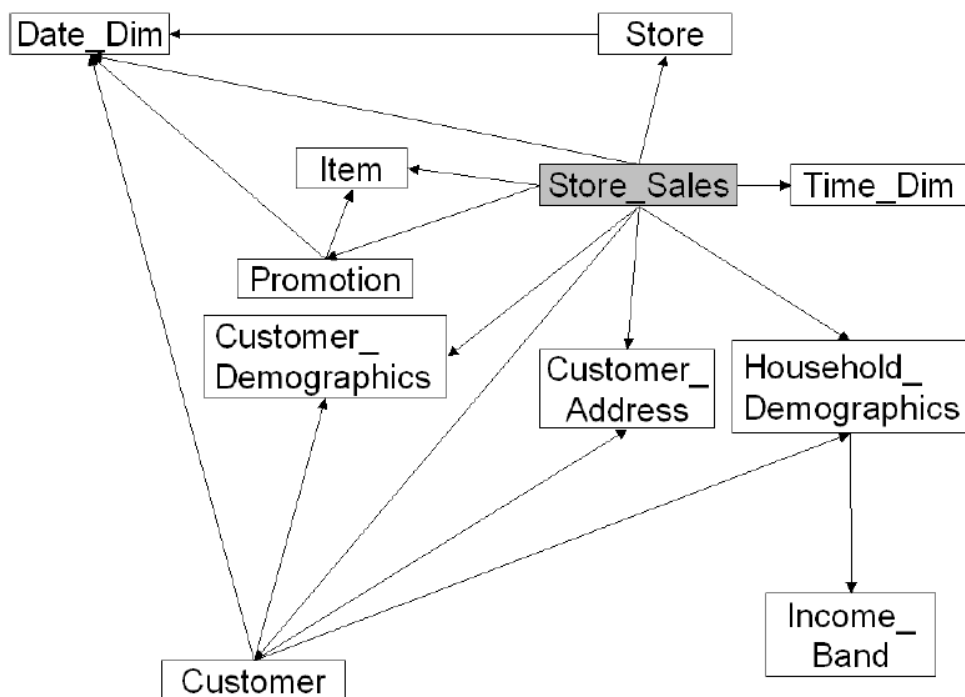 Date_Dim
Store
Item
Store_Sales
Time_Dim
Promotion
Customer_
Demographics
Customer_
Address
Household_
Demographics
Income_
Band
Customer